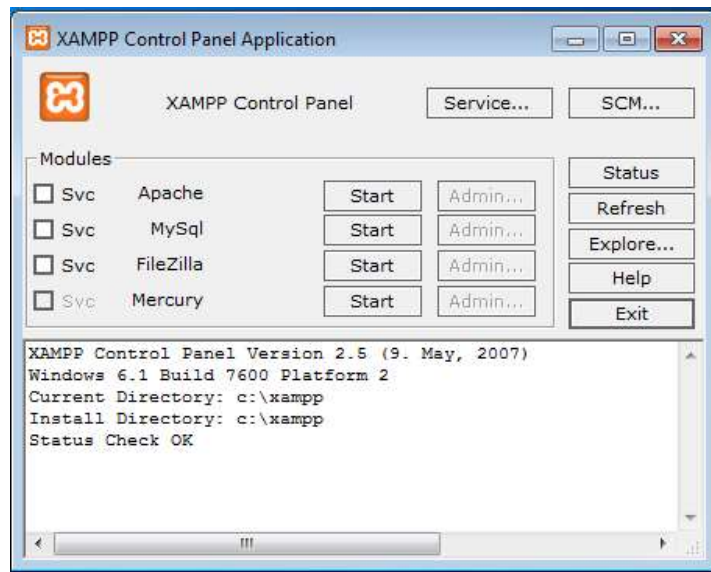 XAMPP Control Panel Application
XAMPP Control Panel Service... SCM...
Modules
Svc Apache Start Admin...
Svc MySql Start Admin...
Svc FileZilla Start Admin...
Svc Mercury Start Admin...
Status
Refresh
Explore...
Help
Exit
XAMPP Control Panel Version 2.5 (9. May, 2007)
Windows 6.1 Build 7600 Platform 2
Current Directory: c:\xampp
Install Directory: c:\xampp
Status Check OK